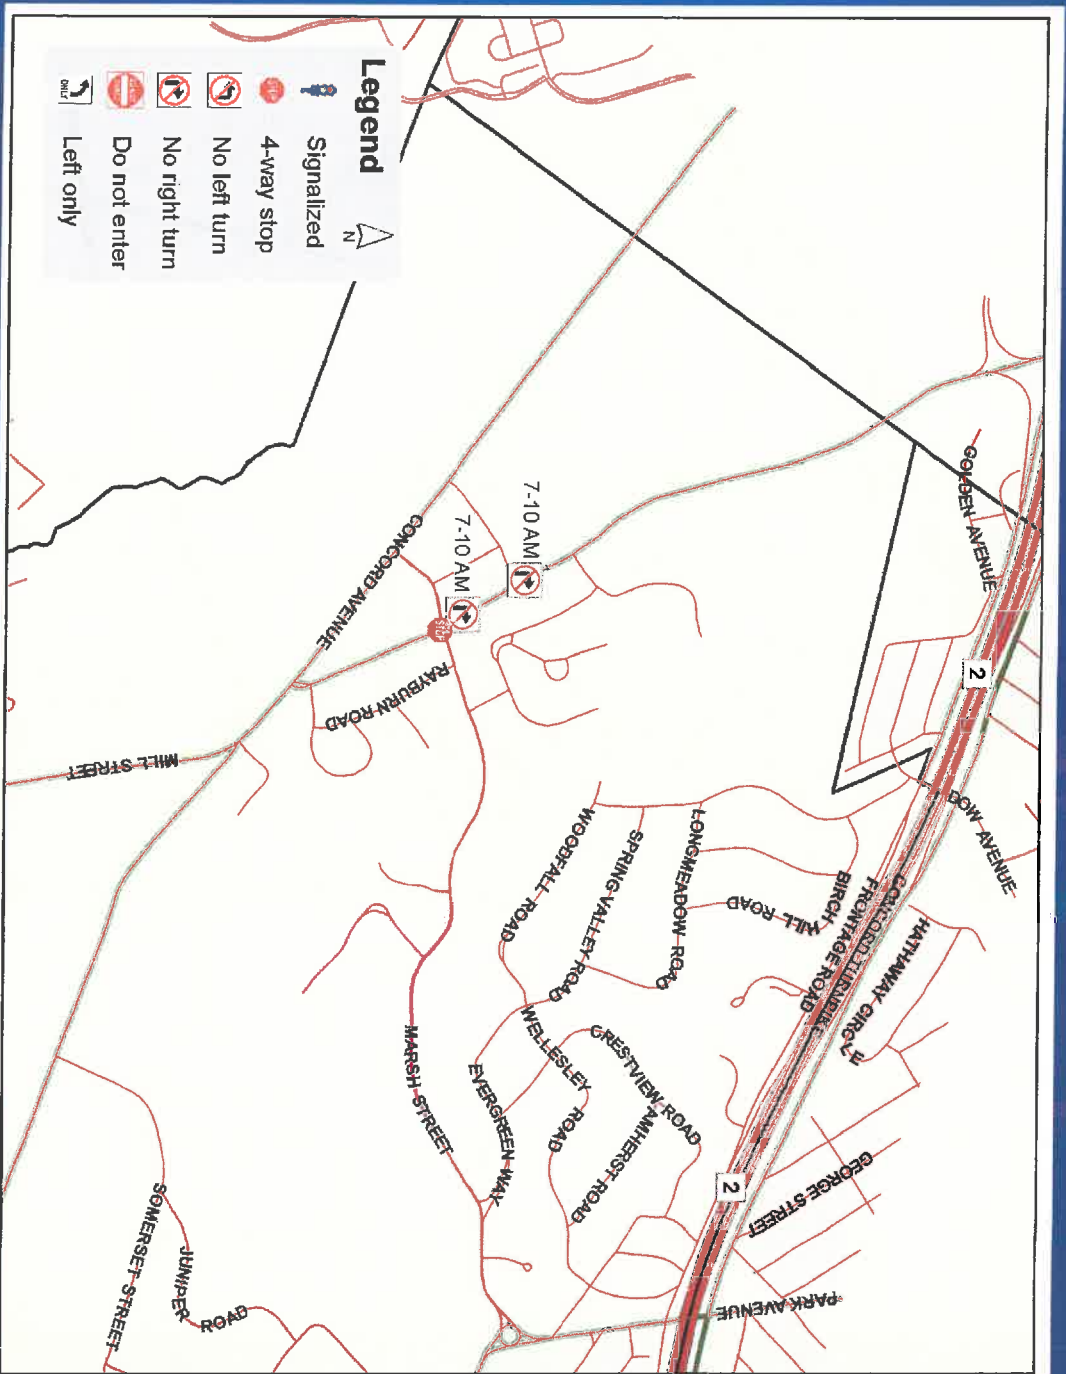 Legend
N
Signalized
4-way stop
No left turn
No right turn
Do not enter
Left only
ONLY
STOP
7-10 AM
7-10 AM
GOLDEN AVENUE
2
DOW AVENUE
CONCORD AVENUE
RAYBURN ROAD
MILL STREET
WOODFALL ROAD
SPRING VALLEY ROAD
LONGMEADOW ROAD
BIRCH HILL ROAD
FRONTAGE ROAD
CONCORD TURNPIKE
HATHAWAY CIRCLE
WELLESLEY ROAD
CRESTVIEW ROAD
AMHERST ROAD
EVERGREEN WAY
MARSH STREET
GEORGE STREET
2
PARK AVENUE
SOMERSET STREET
JUNIPER ROAD